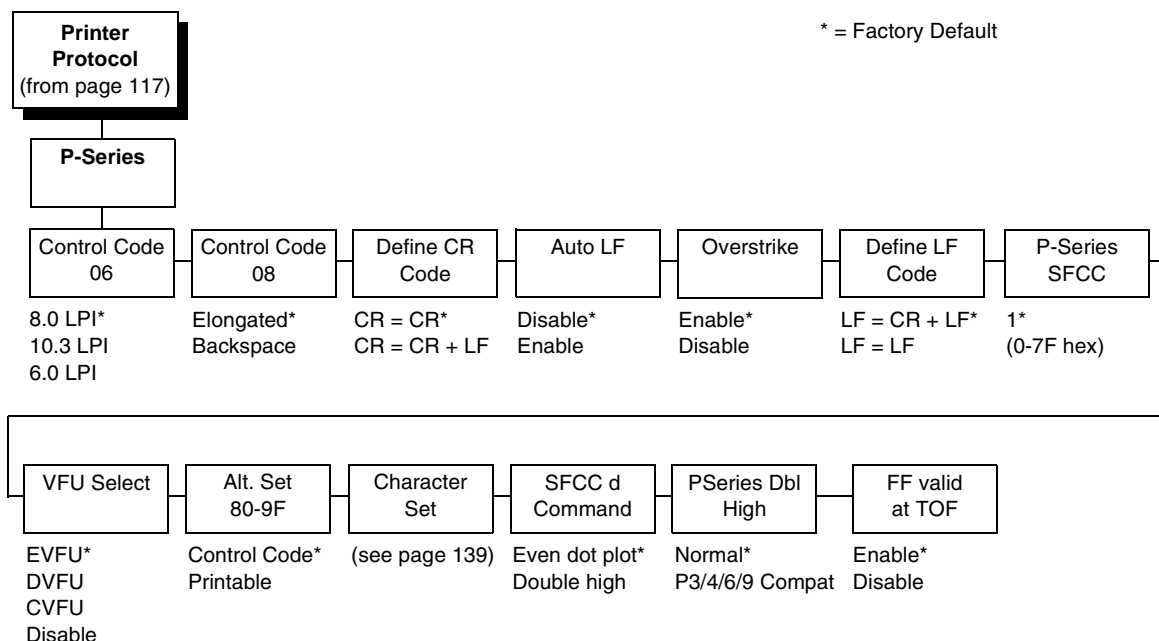 Printer
Protocol
(from page 117)
* = Factory Default
P-Series
Control Code
06
8.0 LPI*
10.3 LPI
6.0 LPI
Control Code
08
Elongated*
Backspace
Define CR
Code
CR = CR*
CR = CR + LF
Auto LF
Disable*
Enable
Overstrike
Enable*
Disable
Define LF
Code
LF = CR + LF*
LF = LF
P-Series
SFCC
1*
(0-7F hex)
VFU Select
EVFU*
DVFU
CVFU
Disable
Alt. Set
80-9F
Control Code*
Printable
Character
Set
(see page 139)
SFCC d
Command
Even dot plot*
Double high
PSeries Dbl
High
Normal*
P3/4/6/9 Compat
FF valid
at TOF
Enable*
Disable